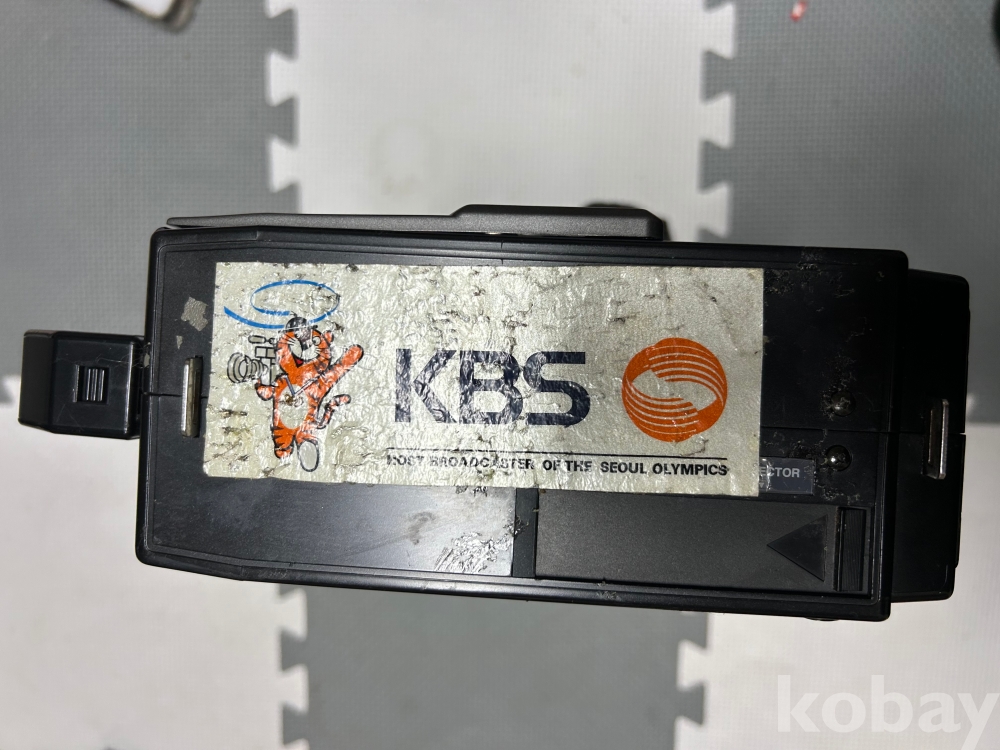 KBS
HOST BROADCASTER OF THE SEOUL OLYMPICS
ECTOR
kobay